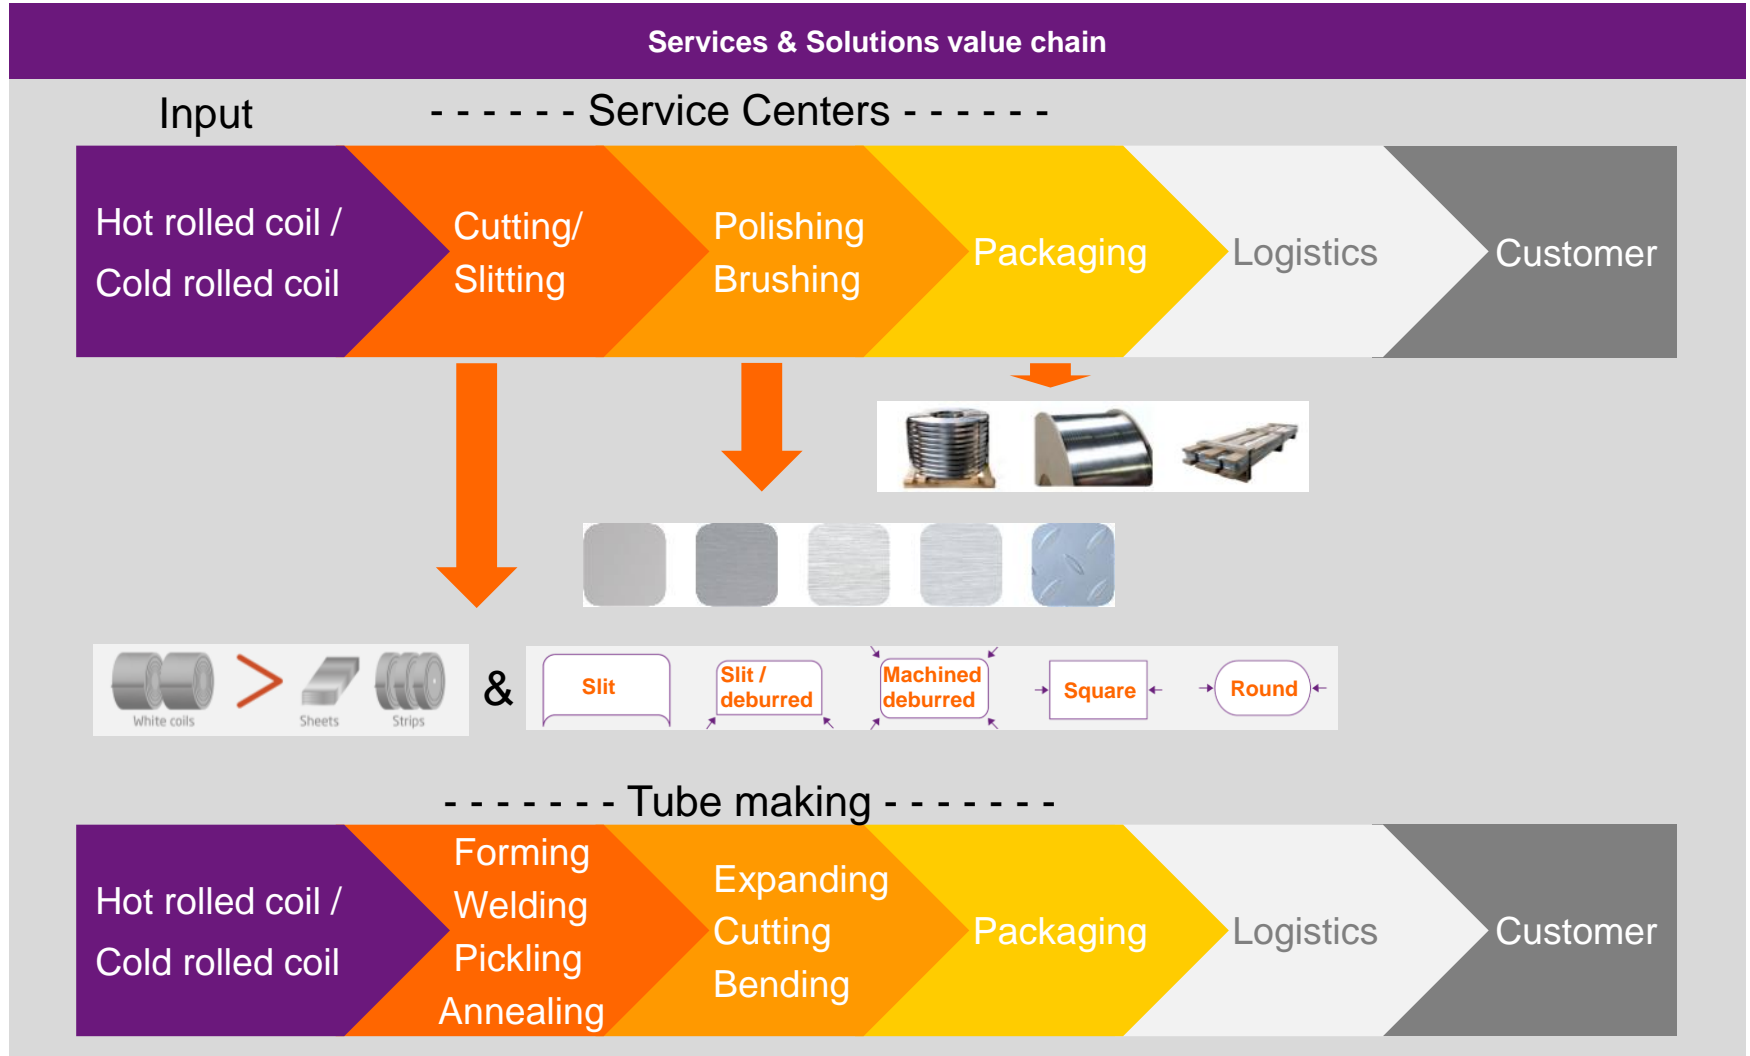 Services & Solutions value chain
Input
- - - - - - Service Centers - - - - - -
Hot rolled coil /
Cold rolled coil
Cutting/
Slitting
Polishing
Brushing
Packaging
Logistics
Customer
White coils
Sheets
Strips
&
Slit
Slit /
deburred
Machined
deburred
Square
Round
- - - - - - - Tube making - - - - - - -
Hot rolled coil /
Cold rolled coil
Forming
Welding
Pickling
Annealing
Expanding
Cutting
Bending
Packaging
Logistics
Customer